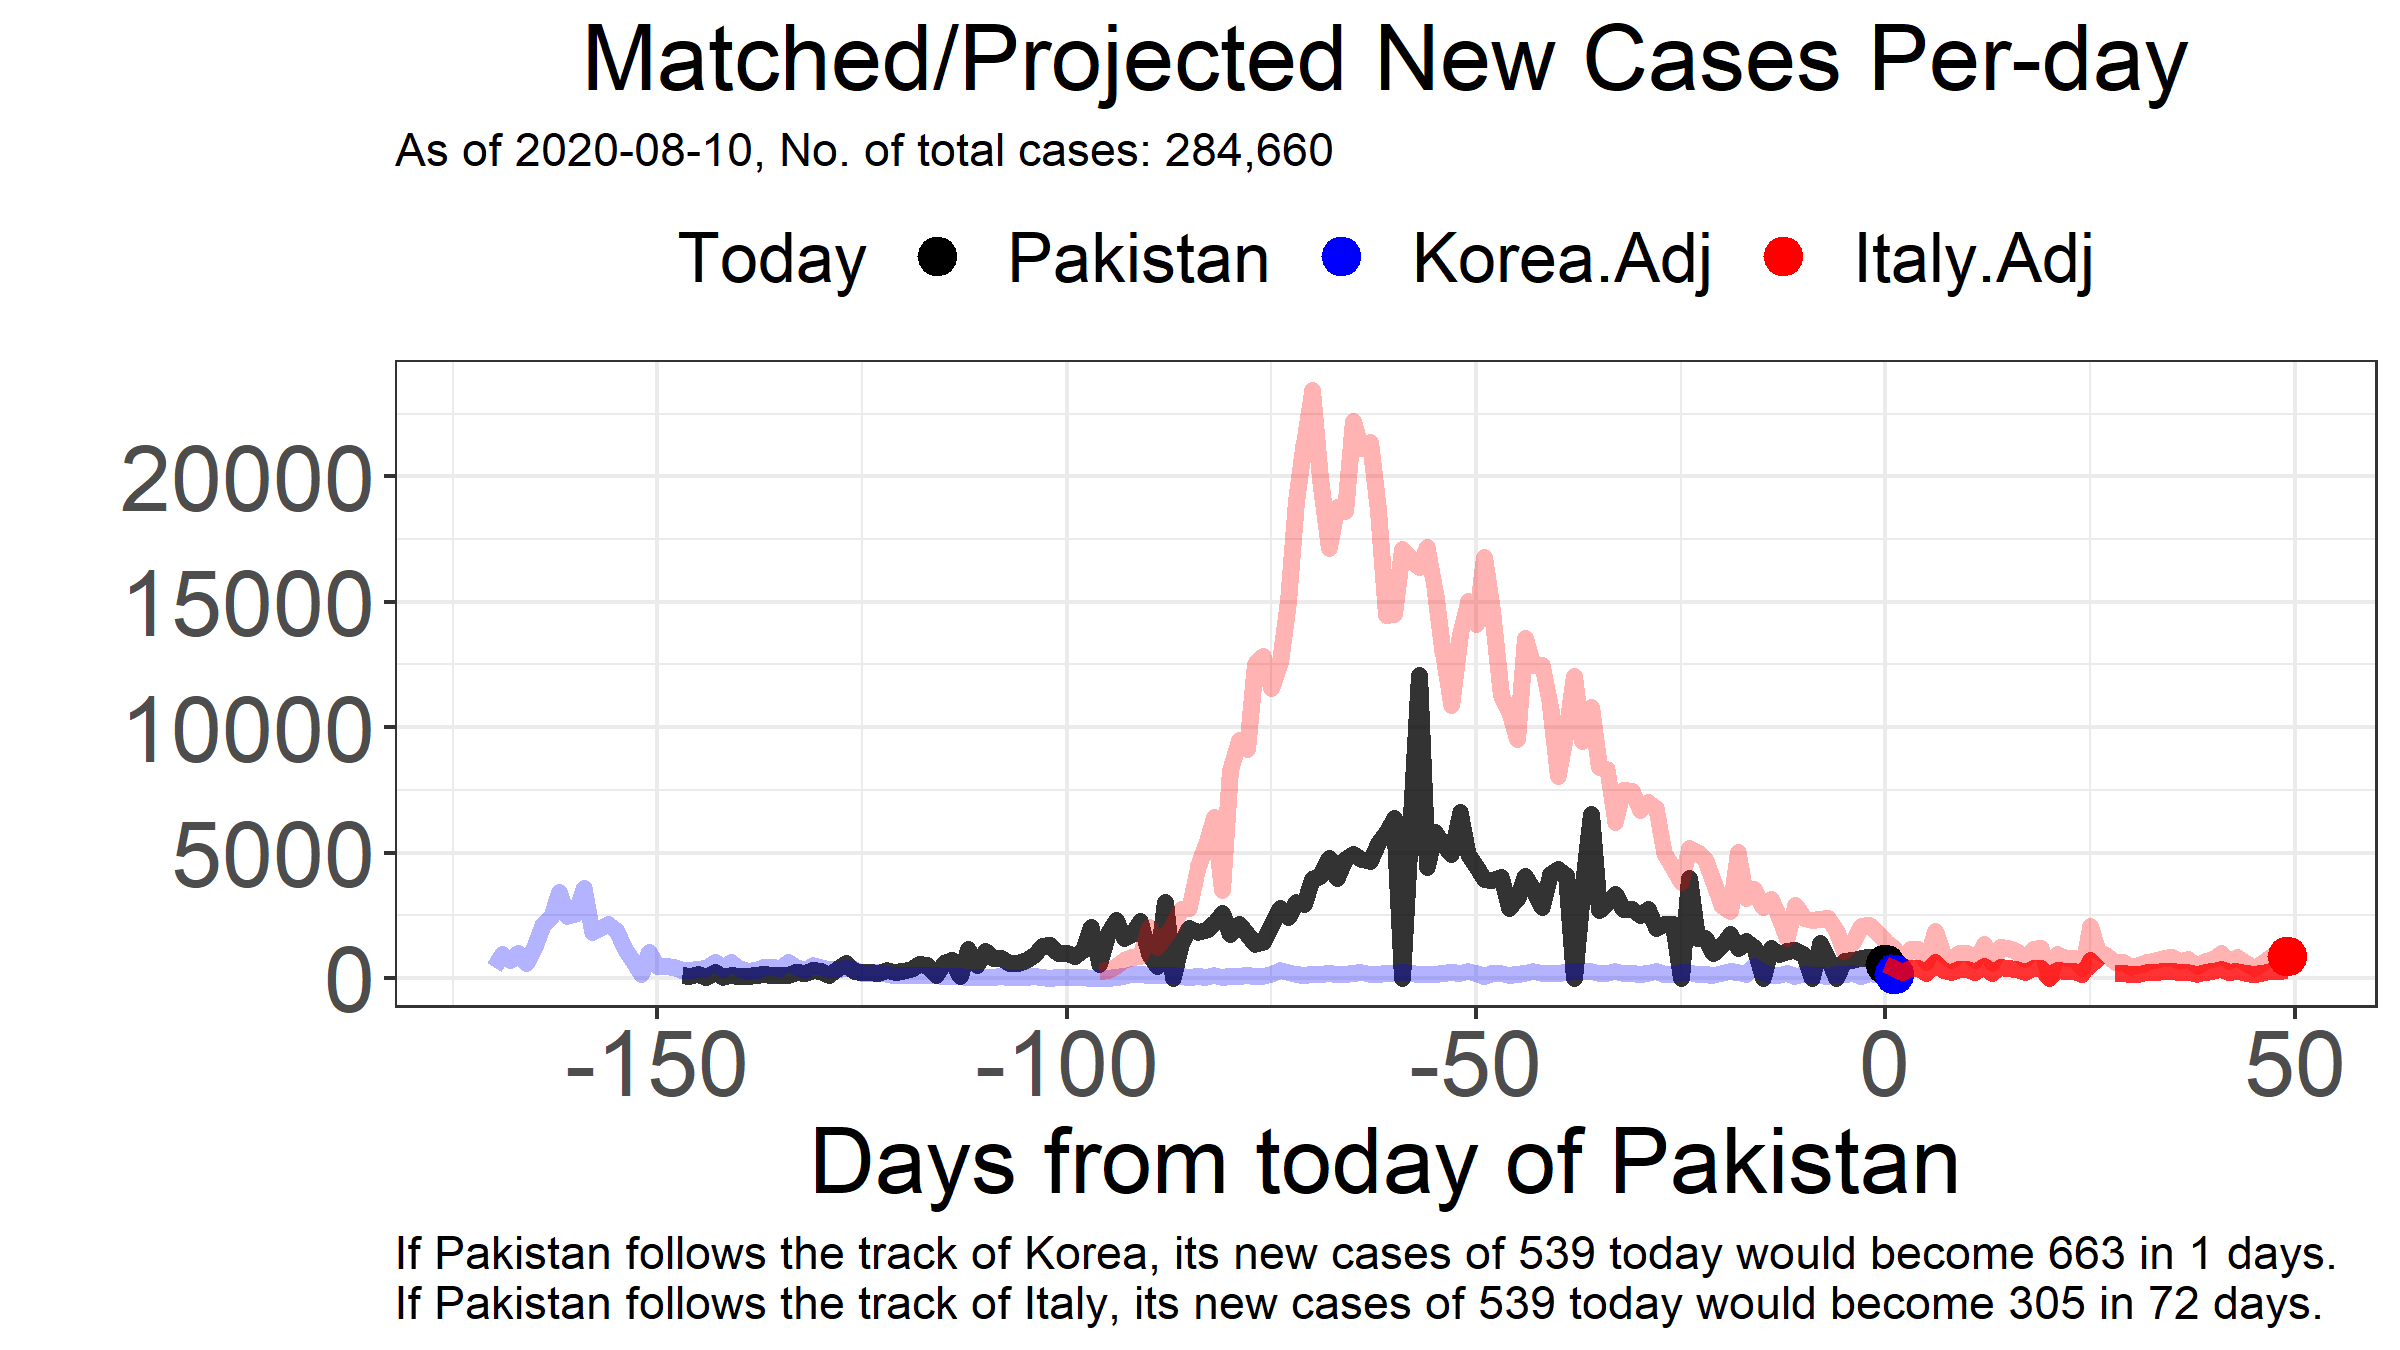 Matched/Projected New Cases Per-day
As of 2020-08-10, No. of total cases: 284,660
Today Pakistan Korea.Adj Italy.Adj
20000
15000
10000
5000
0
-150 -100 -50 0 50
Days from today of Pakistan
If Pakistan follows the track of Korea, its new cases of 539 today would become 663 in 1 days.
If Pakistan follows the track of Italy, its new cases of 539 today would become 305 in 72 days.